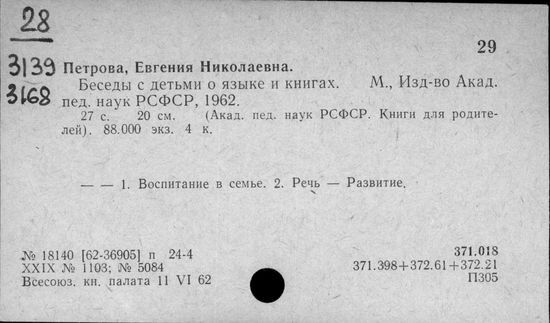 28
29
3139 Петрова, Евгения Николаевна.
3168 Беседы с детьми о языке и книгах. М., Изд-во Акад.
пед. наук РСФСР, 1962.
27 с. 20 см. (Акад. пед. наук РСФСР. Книги для родите-
лей). 88.000 экз. 4 к.
— — 1. Воспитание в семье. 2. Речь — Развитие.
№ 18140 [62-36905] п 24-4
XXIX № 1103; № 5084
Всесоюз. кн. палата 11 VI 62
371.018
371.398+372.61+372.21
П305